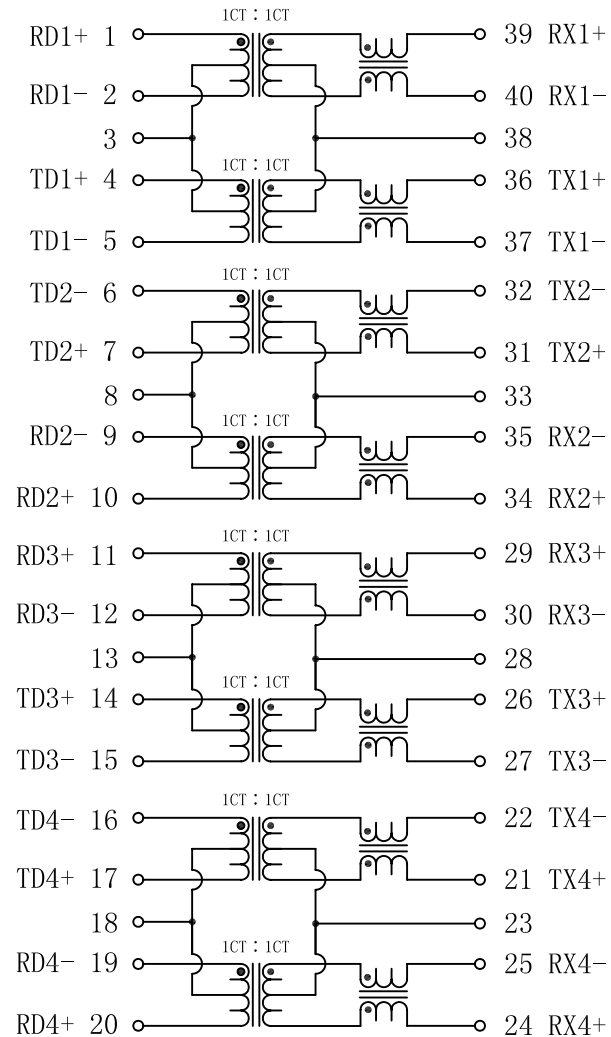 1CT：1CT
RD1+ 1 39 RX1+
RD1- 2 40 RX1-
3 38
1CT：1CT
TD1+ 4 36 TX1+
TD1- 5 37 TX1-
1CT：1CT
TD2- 6 32 TX2-
TD2+ 7 31 TX2+
8 33
1CT：1CT
RD2- 9 35 RX2-
RD2+ 10 34 RX2+
1CT：1CT
RD3+ 11 29 RX3+
RD3- 12 30 RX3-
13 28
1CT：1CT
TD3+ 14 26 TX3+
TD3- 15 27 TX3-
1CT：1CT
TD4- 16 22 TX4-
TD4+ 17 21 TX4+
18 23
1CT：1CT
RD4- 19 25 RX4-
RD4+ 20 24 RX4+